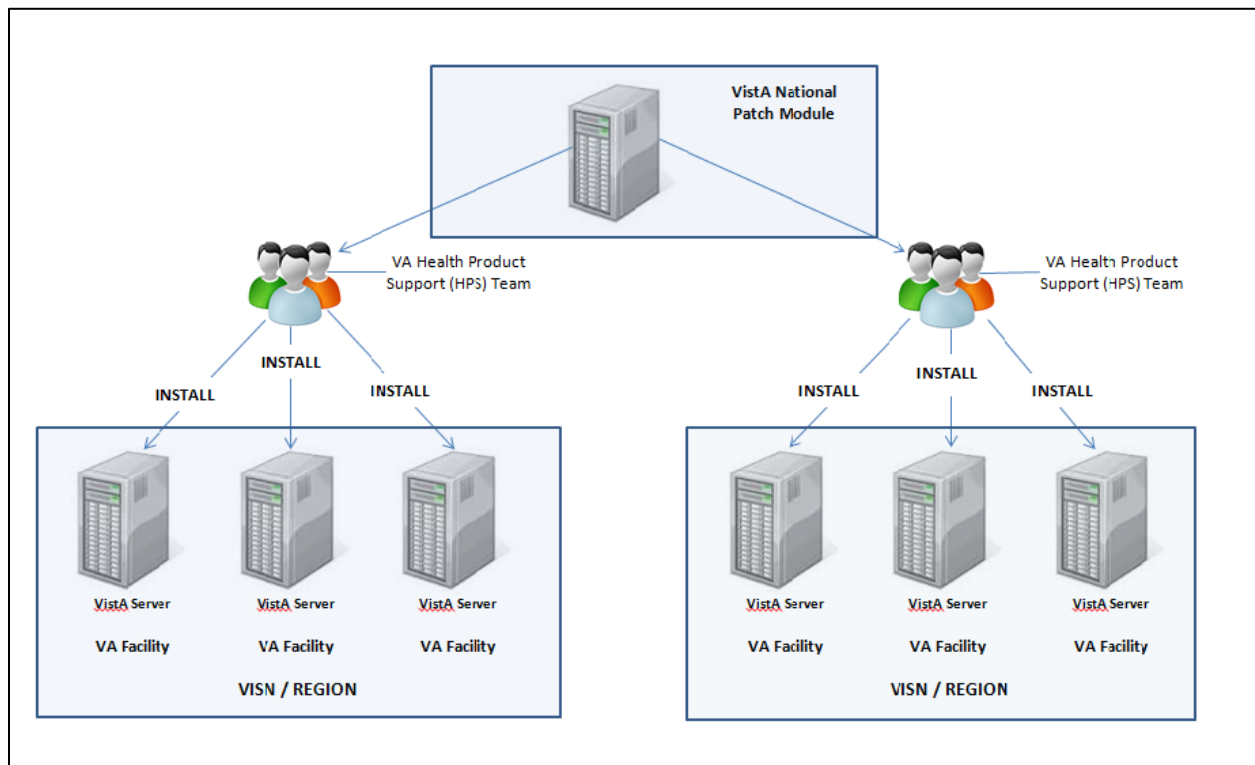 VistA National
Patch Module
VA Health Product
Support (HPS) Team
VA Health Product
Support (HPS) Team
INSTALL
INSTALL
INSTALL
INSTALL
INSTALL
INSTALL
VistA Server
VistA Server
VistA Server
VA Facility
VA Facility
VA Facility
VISN / REGION
VistA Server
VistA Server
VistA Server
VA Facility
VA Facility
VA Facility
VISN / REGION